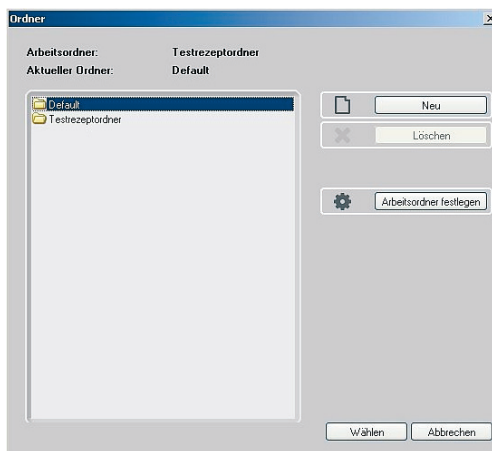 Ordner
Arbeitsordner: Testrezeptordner
Aktueller Ordner: Default
Default
Testrezeptordner
Neu
Löschen
Arbeitsordner festlegen
Wählen Abbrechen